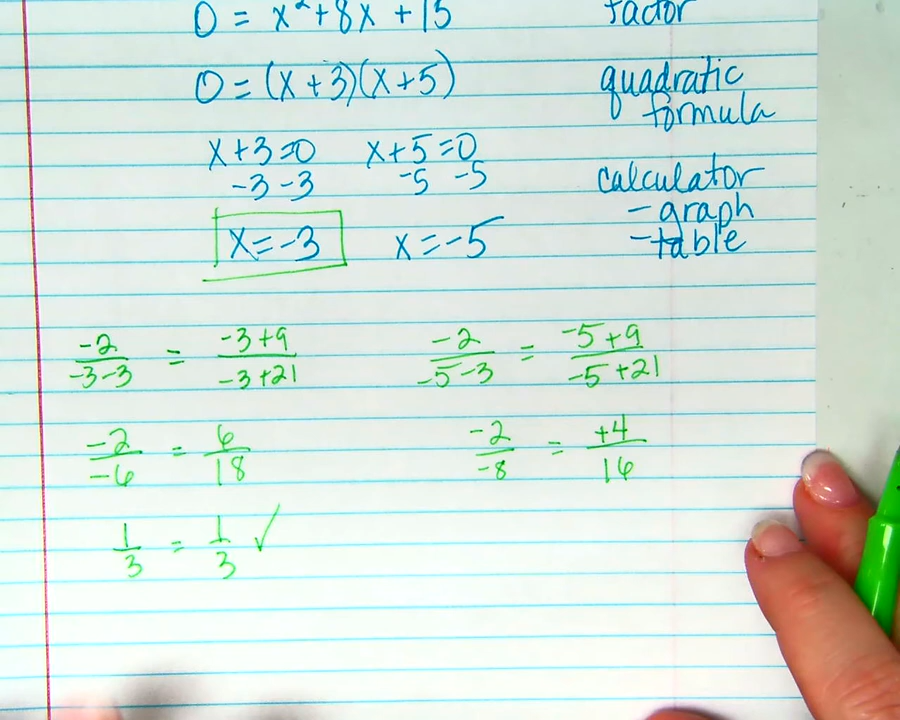 0 = x²+8x+15 factor
0 = (x+3)(x+5) quadratic
formula
x+3=0 x+5=0
-3 -3 -5 -5 calculator
- graph
x=-3 x=-5 - table
-2/-3-3 = -3+9/-3+21 -2/-5-3 = -5+9/-5+21
-2/-6 = 6/18 -2/-8 = +4/16
1/3 = 1/3 ✓